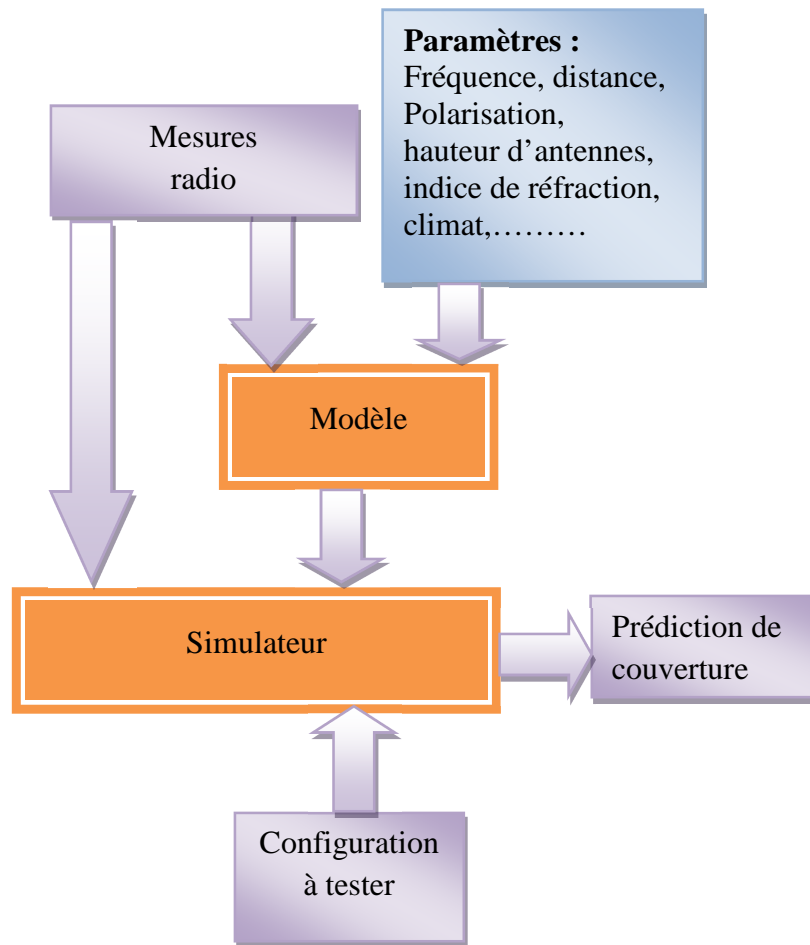 Paramètres :
Fréquence, distance,
Polarisation,
hauteur d’antennes,
indice de réfraction,
climat,………
Mesures
radio
Modèle
Simulateur
Prédiction de
couverture
Configuration
à tester